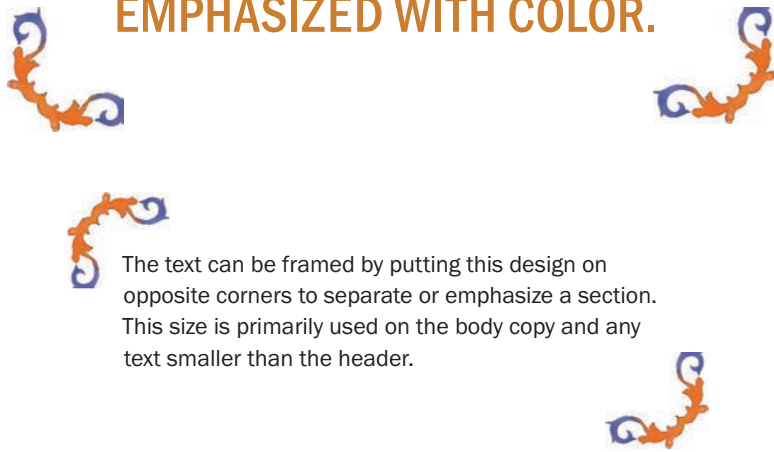 EMPHASIZED WITH COLOR.
The text can be framed by putting this design on
opposite corners to separate or emphasize a section.
This size is primarily used on the body copy and any
text smaller than the header.